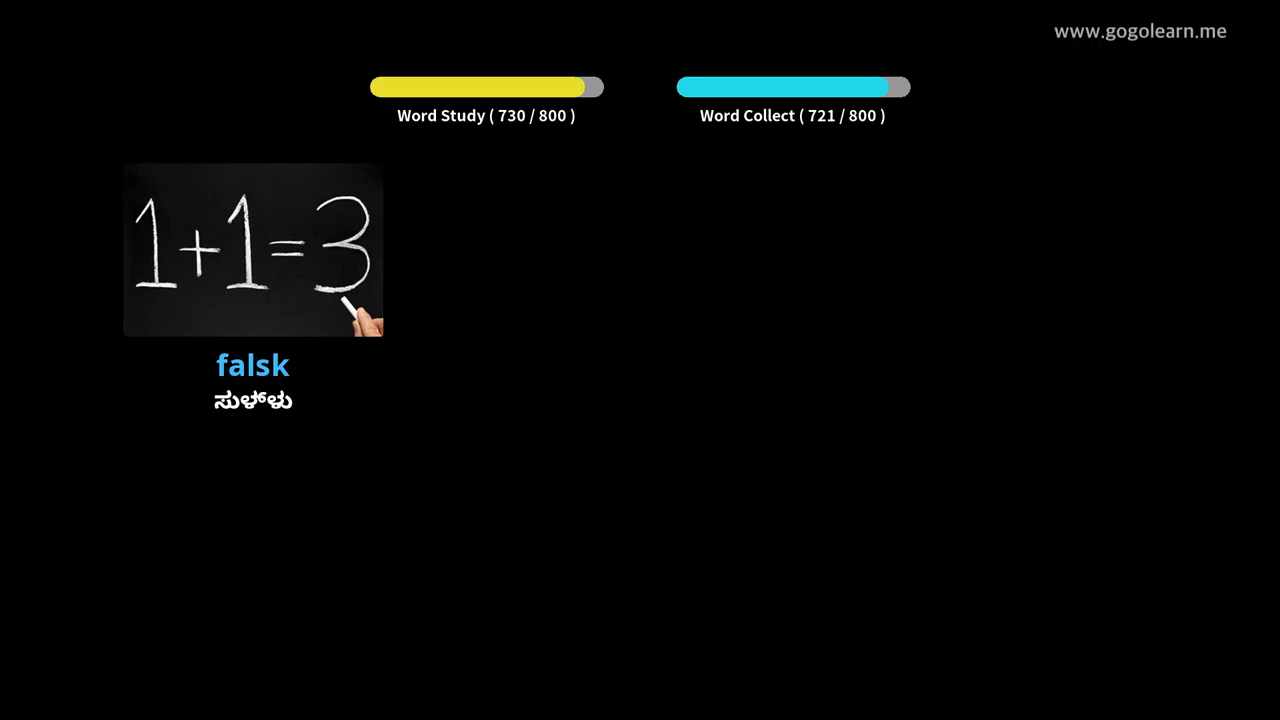 www.gogolearn.me
Word Study ( 730 / 800 )
Word Collect ( 721 / 800 )
1+1=3
falsk
ಸುಳ್ಳು